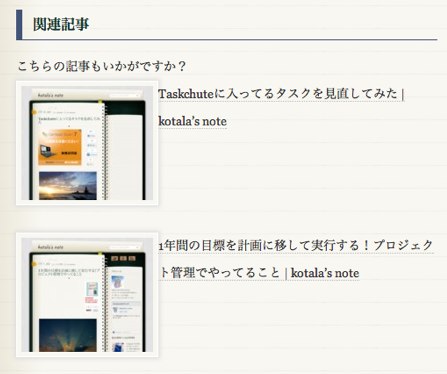 関連記事
こちらの記事もいかがですか？
kotala's note
Taskchuteに入ってるタスクを見直してみた |
kotala's note
kotala's note
1年間の目標を計画に移して実行する！プロジェク
ト管理でやってること | kotala's note